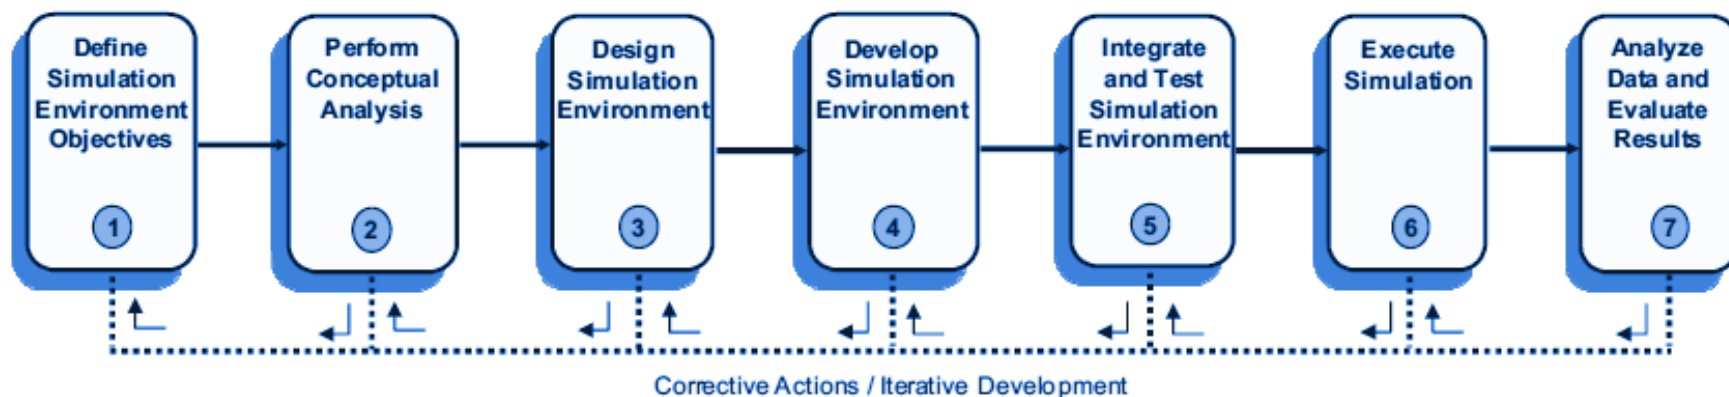 Define
Simulation
Environment
Objectives
1
Perform
Conceptual
Analysis
2
Design
Simulation
Environment
3
Develop
Simulation
Environment
4
Integrate
and Test
Simulation
Environment
5
Execute
Simulation
6
Analyze
Data and
Evaluate
Results
7
Corrective Actions / Iterative Development